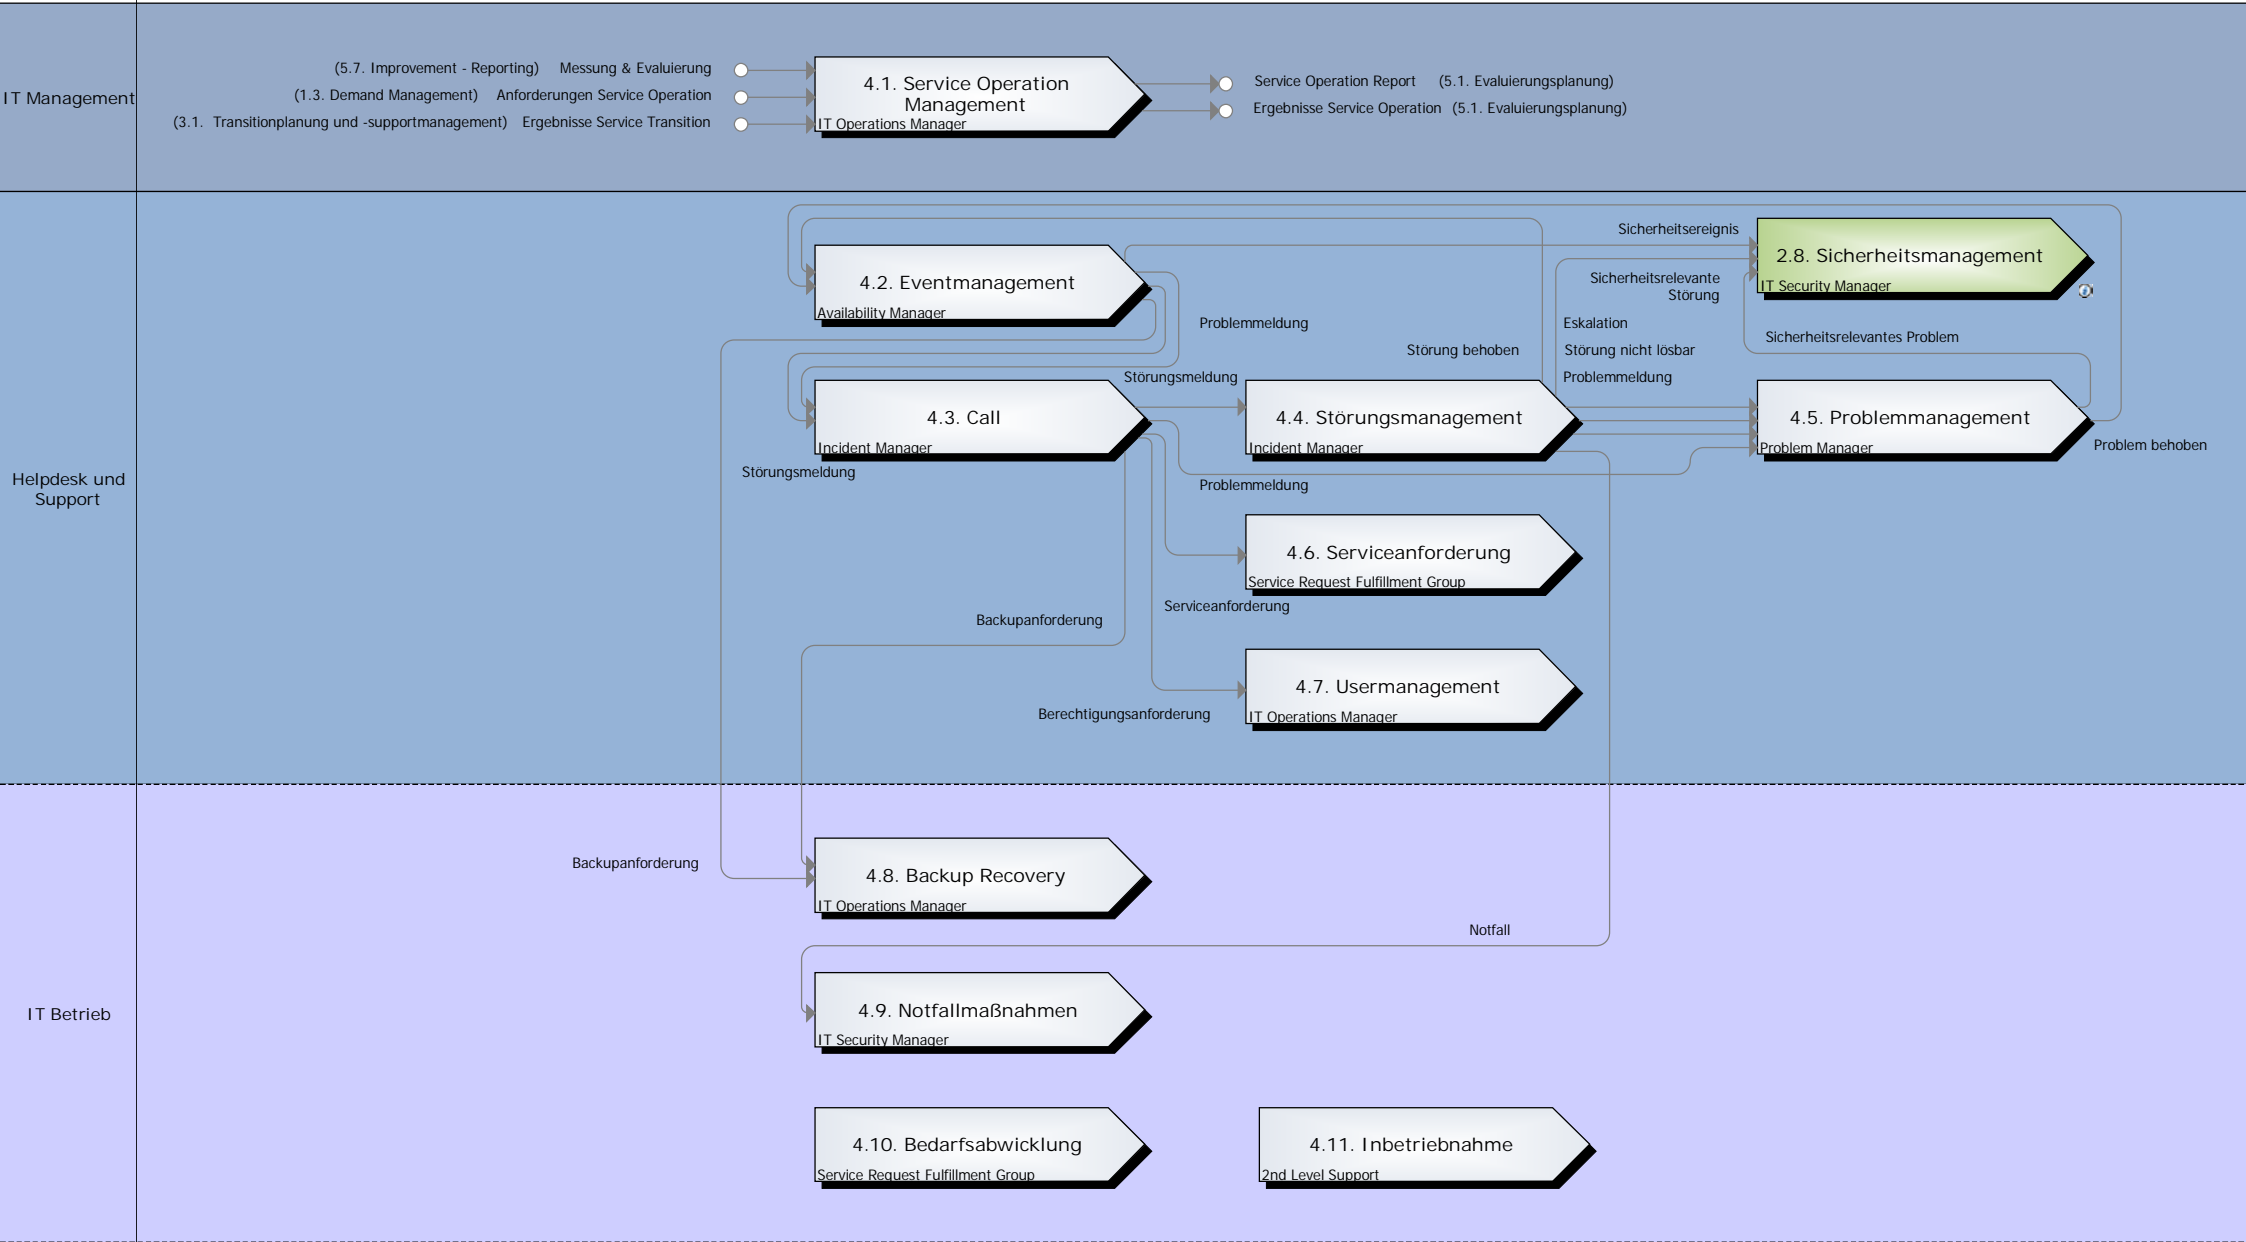 IT Management
(5.7. Improvement - Reporting) Messung & Evaluierung
(1.3. Demand Management) Anforderungen Service Operation
(3.1. Transitionplanung und -supportmanagement) Ergebnisse Service Transition
4.1. Service Operation
Management
IT Operations Manager
Service Operation Report (5.1. Evaluierungsplanung)
Ergebnisse Service Operation (5.1. Evaluierungsplanung)
Helpdesk und
Support
4.2. Eventmanagement
Availability Manager
Sicherheitsereignis
2.8. Sicherheitsmanagement
IT Security Manager
Sicherheitsrelevante
Störung
Problemmeldung
Eskalation
Sicherheitsrelevantes Problem
Störung behoben
Störung nicht lösbar
Störungsmeldung
Problemmeldung
4.3. Call
Incident Manager
4.4. Störungsmanagement
Incident Manager
4.5. Problemmanagement
Problem Manager
Problem behoben
Störungsmeldung
Problemmeldung
4.6. Serviceanforderung
Service Request Fulfillment Group
Serviceanforderung
Backupanforderung
4.7. Usermanagement
IT Operations Manager
Berechtigungsanforderung
IT Betrieb
Backupanforderung
4.8. Backup Recovery
IT Operations Manager
Notfall
4.9. Notfallmaßnahmen
IT Security Manager
4.10. Bedarfsabwicklung
Service Request Fulfillment Group
4.11. Inbetriebnahme
2nd Level Support